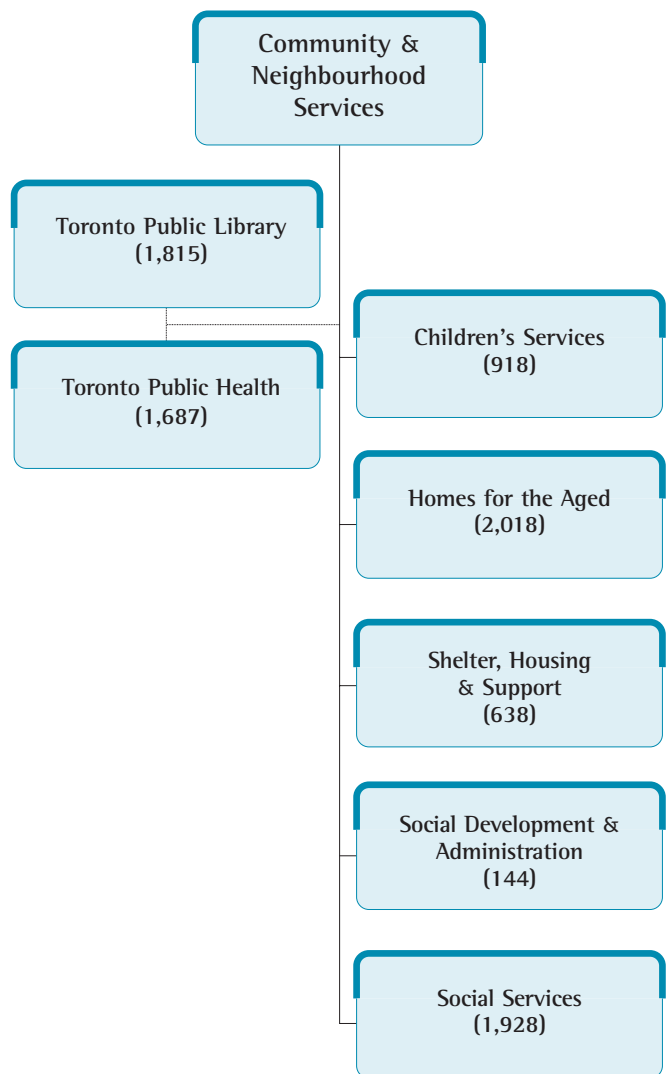 Community &
Neighbourhood
Services
Toronto Public Library
(1,815)
Toronto Public Health
(1,687)
Children's Services
(918)
Homes for the Aged
(2,018)
Shelter, Housing
& Support
(638)
Social Development &
Administration
(144)
Social Services
(1,928)